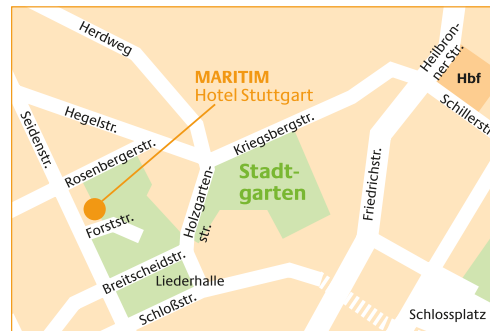 Herdweg
Heilbron-
ner Str.
MARITIM
Hotel Stuttgart
Hbf
Schillerstr
Hegelstr.
Seidenstr.
Kriegsbergstr.
Rosenbergerstr.
Stadt-
garten
Holzgarten-
str.
Friedrichstr.
Forststr.
Breitscheidstr.
Liederhalle
Schloßstr.
Schlossplatz